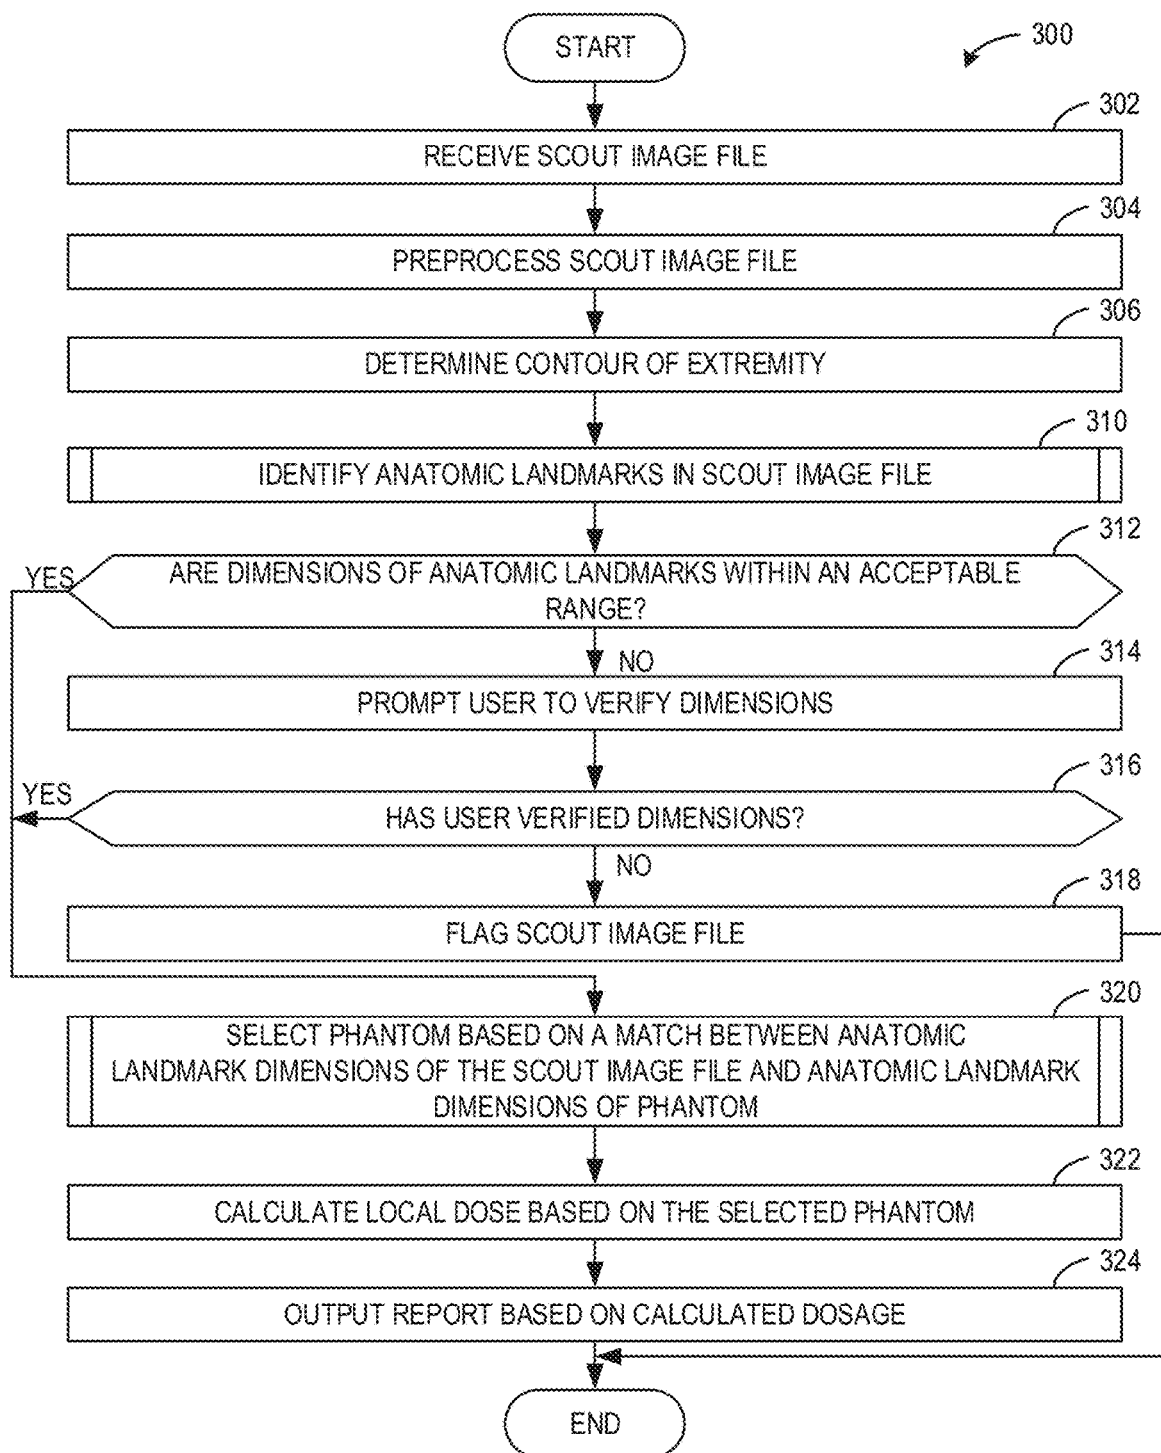 START
300
302
RECEIVE SCOUT IMAGE FILE
304
PREPROCESS SCOUT IMAGE FILE
306
DETERMINE CONTOUR OF EXTREMITY
310
IDENTIFY ANATOMIC LANDMARKS IN SCOUT IMAGE FILE
312
YES
ARE DIMENSIONS OF ANATOMIC LANDMARKS WITHIN AN ACCEPTABLE
RANGE?
NO
314
PROMPT USER TO VERIFY DIMENSIONS
316
YES
HAS USER VERIFIED DIMENSIONS?
NO
318
FLAG SCOUT IMAGE FILE
320
SELECT PHANTOM BASED ON A MATCH BETWEEN ANATOMIC
LANDMARK DIMENSIONS OF THE SCOUT IMAGE FILE AND ANATOMIC LANDMARK
DIMENSIONS OF PHANTOM
322
CALCULATE LOCAL DOSE BASED ON THE SELECTED PHANTOM
324
OUTPUT REPORT BASED ON CALCULATED DOSAGE
END